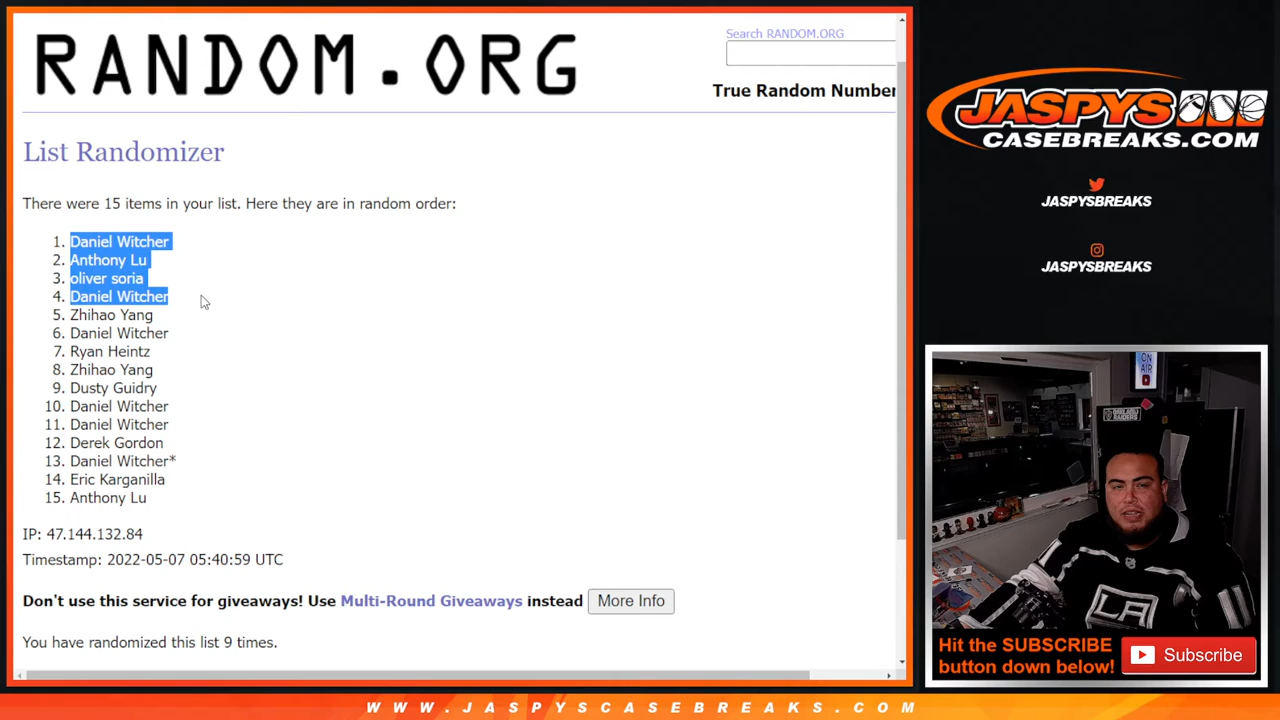 RANDOM.ORG
Search RANDOM.ORG
True Random Number
List Randomizer
There were 15 items in your list. Here they are in random order:
1. Daniel Witcher
2. Anthony Lu
3. oliver soria
4. Daniel Witcher
5. Zhihao Yang
6. Daniel Witcher
7. Ryan Heintz
8. Zhihao Yang
9. Dusty Guidry
10. Daniel Witcher
11. Daniel Witcher
12. Derek Gordon
13. Daniel Witcher*
14. Eric Karganilla
15. Anthony Lu
IP: 47.144.132.84
Timestamp: 2022-05-07 05:40:59 UTC
Don't use this service for giveaways! Use Multi-Round Giveaways instead More Info
You have randomized this list 9 times.
JASPYS
CASEBREAKS.COM
JASPYSBREAKS
JASPYSBREAKS
ON
AIR
LA
Hit the SUBSCRIBE
button down below!
Subscribe
WWW.JASPYSCASEBREAKS.COM